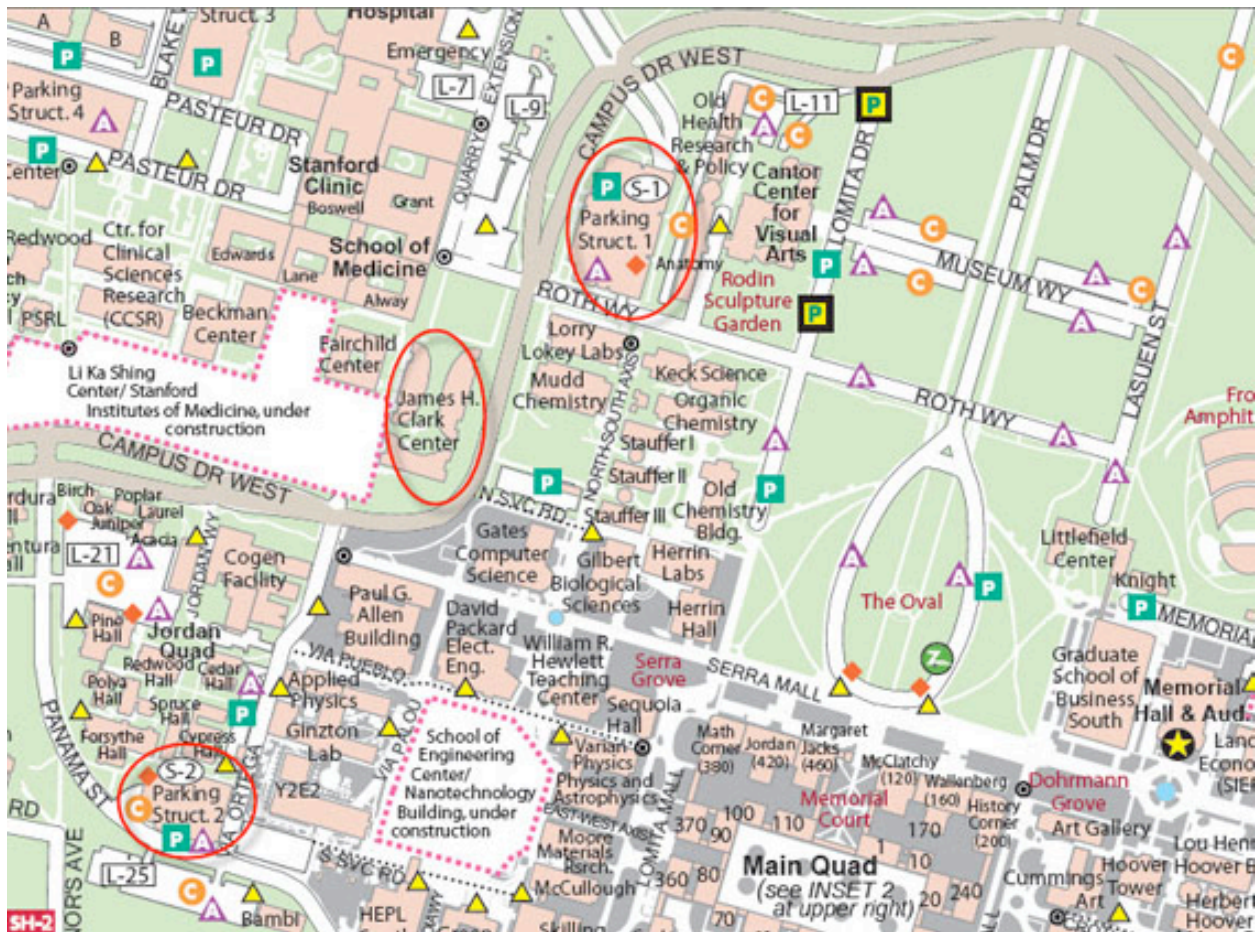 A
B
BLAKE
Struct. 3
Hospital
Emergency
EXTENSION
P
P
L-7
L-9
CAMPUS DR WEST
C
L-11
P
C
Parking
Struct. 4
A
PASTEUR DR
Old
Health
Research
& Policy
A
C
P
Center
PASTEUR DR
Stanford
Clinic
Boswell
Grant
QUARRY
P
S-1
Parking
Struct. 1
C
A
Cantor
Center
for
Visual
Arts
LOMITA DR
PALM DR
A
C
A
P
A
C
MUSEUM WY
A
C
A
Redwood
Ctr. for
Clinical
Sciences
Research
(CCSR)
Edwards
Lane
School of
Medicine
Alway
Anatomy
Rodin
Sculpture
Garden
P
PSRL
Beckman
Center
ROTH WY
LASUEN ST
Fairchild
Center
Lorry
Lokey Labs
Li Ka Shing
Center/ Stanford
Institutes of Medicine, under
construction
James H.
Clark
Center
Mudd
Chemistry
NORTH-SOUTH AXIS
Keck Science
Organic
Chemistry
A
ROTH WY
A
Fro
Amphit
Stauffer I
A
A
CAMPUS DR WEST
Stauffer II
P
N SVC RD
Stauffer III
Old
Chemistry
Bldg.
P
Birch
Oak
Juniper
Poplar
Laurel
Acacia
L-21
A
C
JORDAN WY
Cogen
Facility
Gates
Computer
Science
Gilbert
Biological
Sciences
Herrin
Labs
Littlefield
Center
A
A
P
Knight
P
MEMORIAL
Pine
Hall
A
Jordan
Quad
Paul G.
Allen
Building
David
Packard
Elect.
Eng.
William R.
Hewlett
Teaching
Center
Herrin
Hall
The Oval
Z
Serra
Grove
SERRA MALL
Graduate
School of
Business
South
Memorial
Hall & Aud.
Redwood
Hall
Cedar
Hall
A
VIA PUEBLO
Polya
Hall
Spruce
Hall
P
Applied
Physics
Sequoia
Hall
Forsythe
Hall
Cypress
Hall
Ginzton
Lab
VIA PALOU
School of
Engineering
Center/
Nanotechnology
Building, under
construction
Varian
Physics
Physics and
Astrophysics
Math
Corner
(380)
Jordan
(420)
Margaret
Jacks
(460)
McClatchy
(120)
Wallenberg
(160)
History
Corner
(200)
Dohrmann
Grove
Art Gallery
PANAMA ST
S-2
Parking
Struct. 2
C
P
A
VIA ORTEGA
Y2E2
EAST-WEST AXIS
LOMITA MALL
Memorial
Court
370
90
100
110
170
1
10
RD
L-25
C
A
S SVC RD
Moore
Materials
Rsrch.
McCullough
360
80
Main Quad
(see INSET 2
at upper right)
20
240
Cummings
Art
Hoover
Tower
SH-2
Bambi
HEPL
Skilling
70
Herbert
Hoover